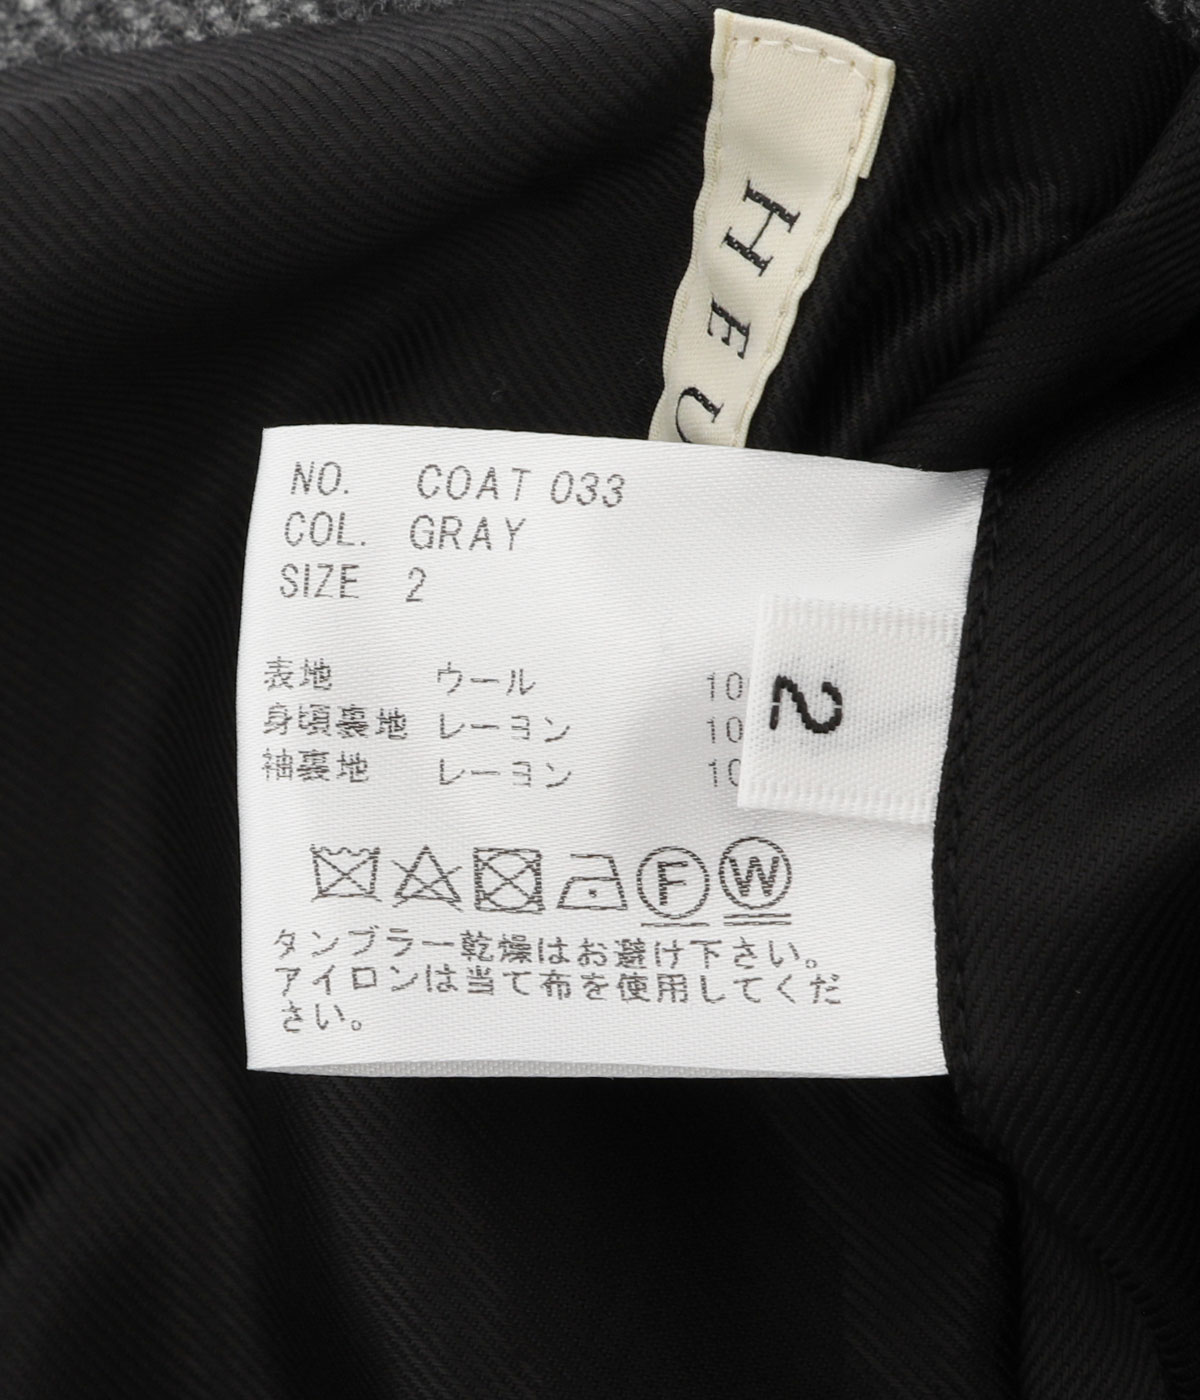 HEU
NO. COAT 033
COL. GRAY
SIZE 2
2
表地 ウール 10
身頃裏地 レーヨン 10
袖裏地 レーヨン 10
F W
タンブラー乾燥はお避け下さい。
アイロンは当て布を使用してくだ
さい。